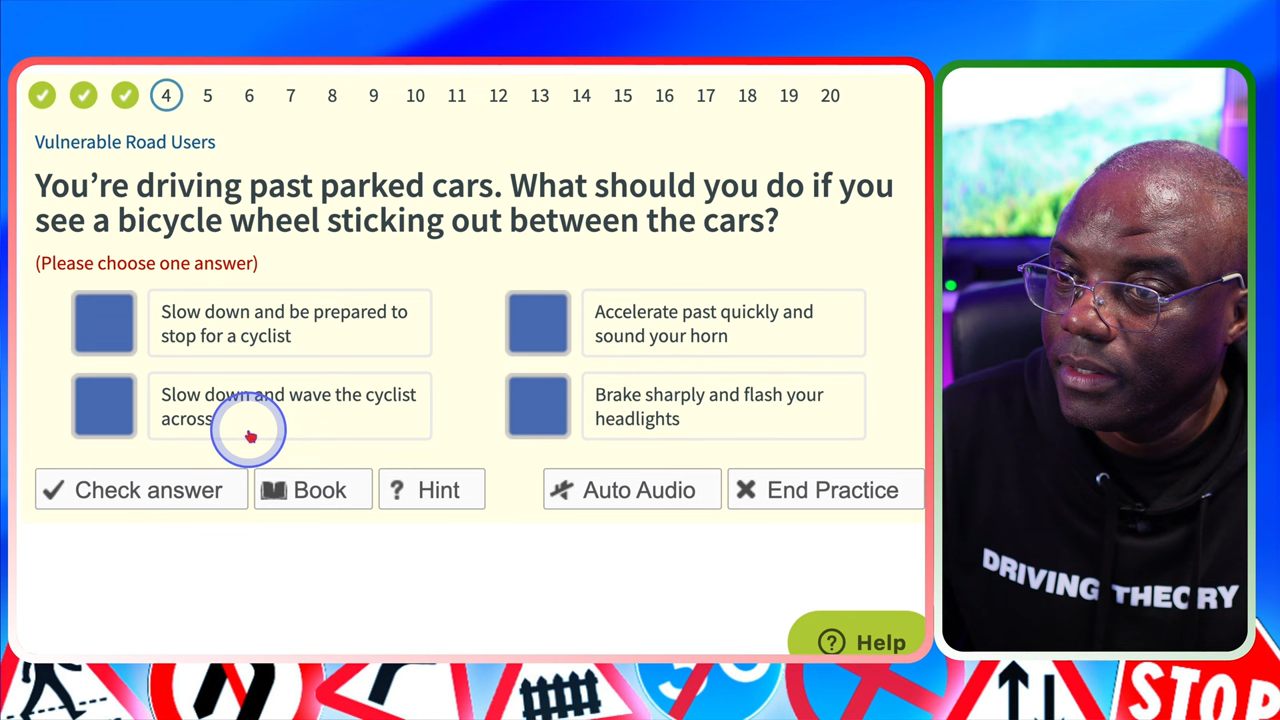 4 5 6 7 8 9 10 11 12 13 14 15 16 17 18 19 20
Vulnerable Road Users
You’re driving past parked cars. What should you do if you
see a bicycle wheel sticking out between the cars?
(Please choose one answer)
Slow down and be prepared to
stop for a cyclist
Accelerate past quickly and
sound your horn
Slow down and wave the cyclist
across
Brake sharply and flash your
headlights
Check answer
Book
? Hint
Auto Audio
End Practice
? Help
DRIVING THEORY
STOP